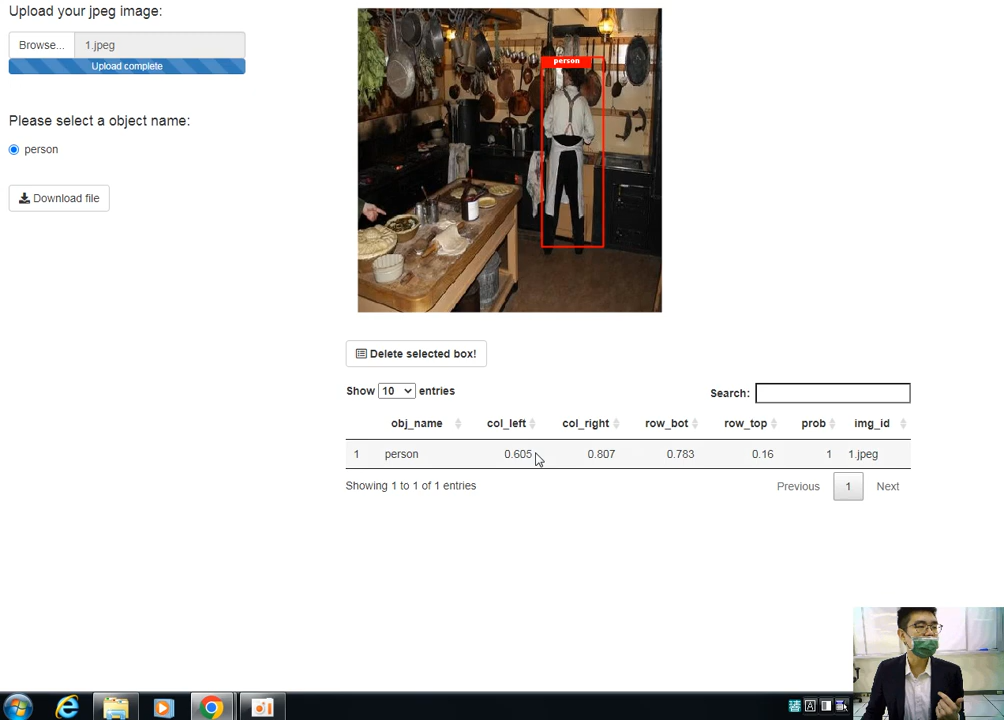 Upload your jpeg image:
Browse... 1.jpeg
Upload complete
Please select a object name:
person
Download file
person
Delete selected box!
Show 10 entries
Search:
obj_name col_left col_right row_bot row_top prob img_id
1 person 0.605 0.807 0.783 0.16 1 1.jpeg
Showing 1 to 1 of 1 entries
Previous 1 Next